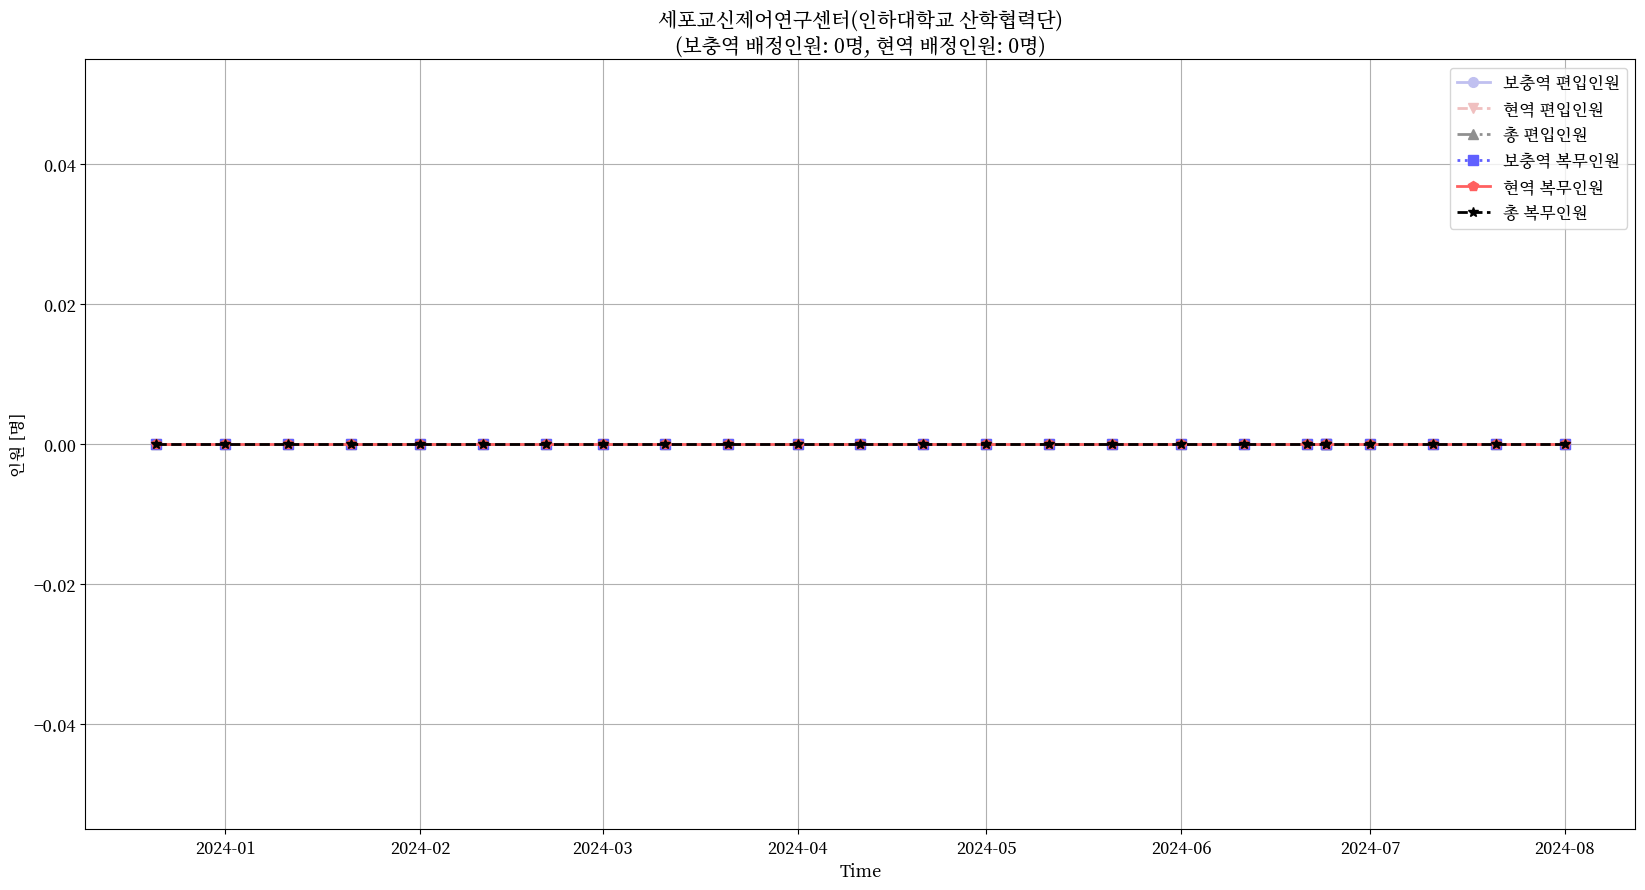 세포교신제어연구센터(인하대학교 산학협력단)
(보충역 배정인원: 0명, 현역 배정인원: 0명)
보충역 편입인원
현역 편입인원
총 편입인원
보충역 복무인원
현역 복무인원
총 복무인원
인원 [명]
0.04
0.02
0.00
−0.02
−0.04
2024-01
2024-02
2024-03
2024-04
2024-05
2024-06
2024-07
2024-08
Time